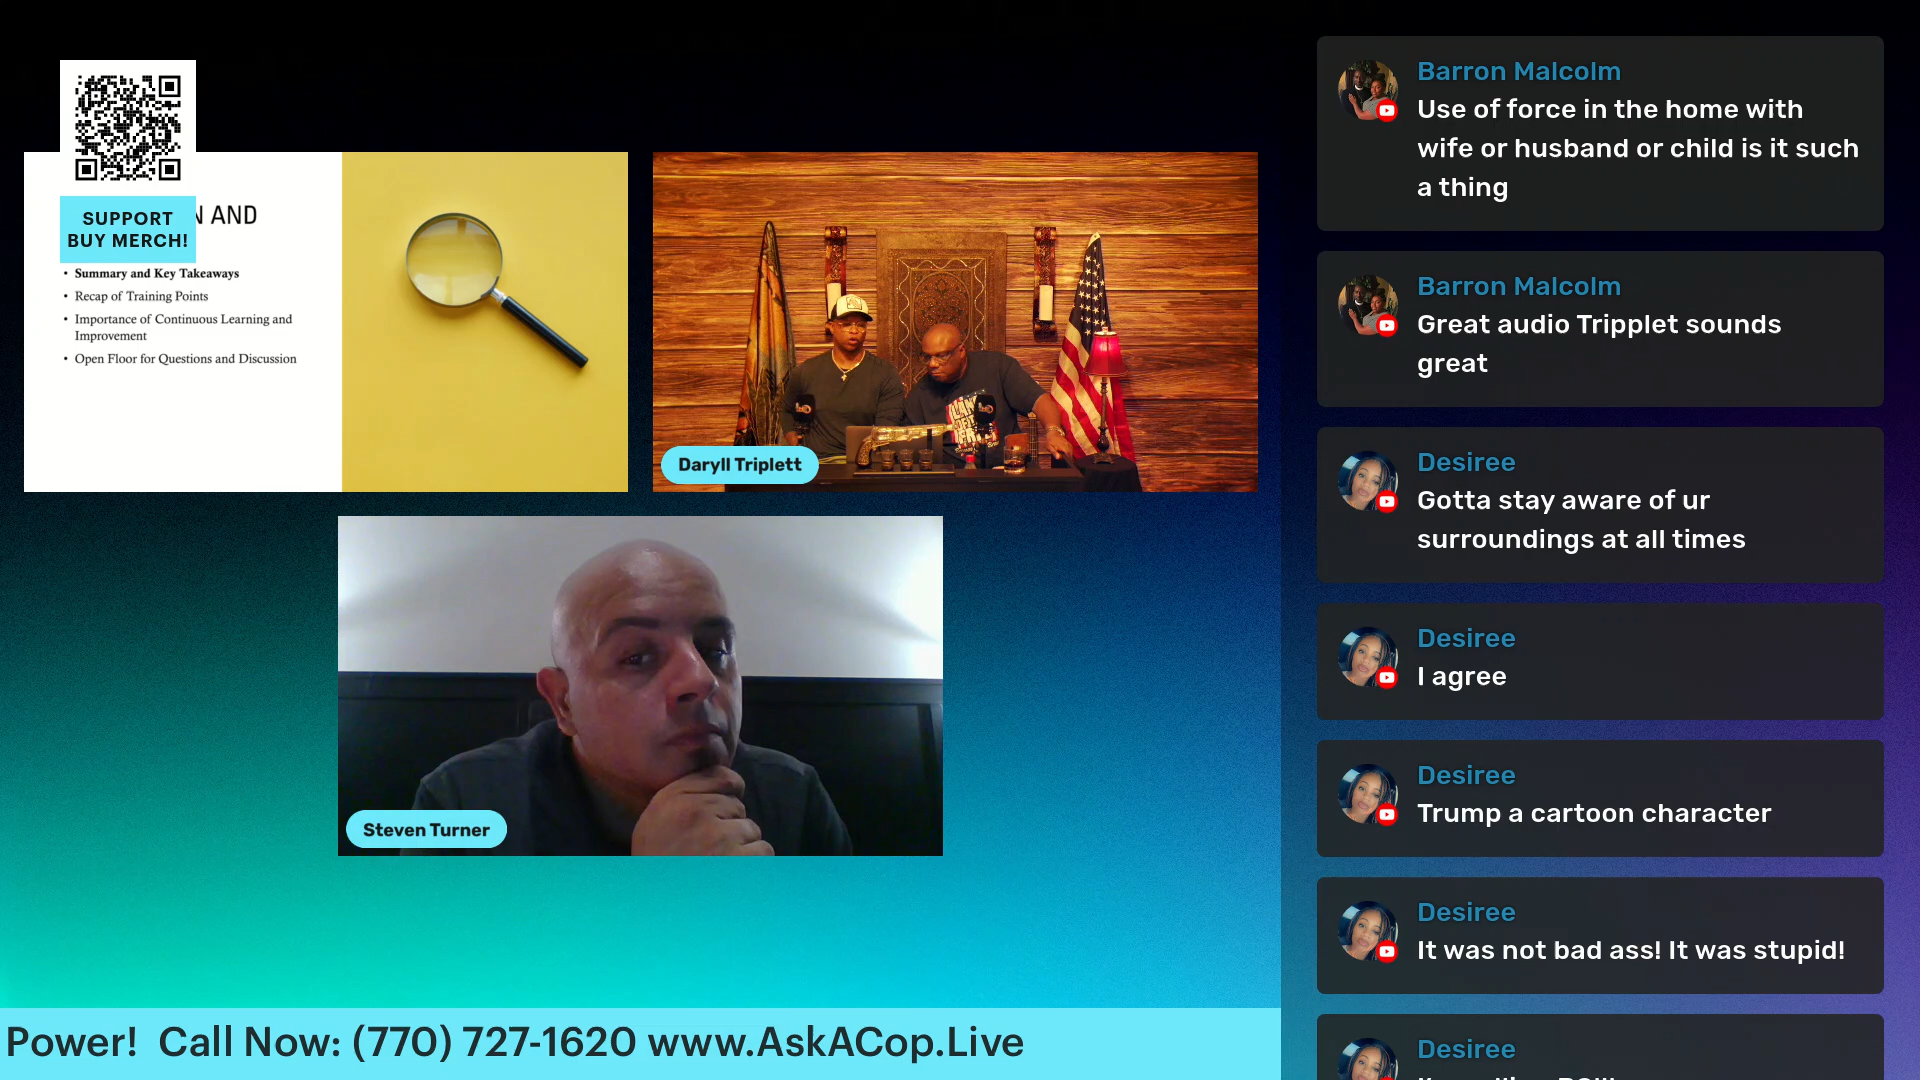 SUPPORT
BUY MERCH!
N AND
• Summary and Key Takeaways
• Recap of Training Points
• Importance of Continuous Learning and
Improvement
• Open Floor for Questions and Discussion
Daryll Triplett
Steven Turner
Power! Call Now: (770) 727-1620 www.AskACop.Live
Barron Malcolm
Use of force in the home with
wife or husband or child is it such
a thing
Barron Malcolm
Great audio Tripplet sounds
great
Desiree
Gotta stay aware of ur
surroundings at all times
Desiree
I agree
Desiree
Trump a cartoon character
Desiree
It was not bad ass! It was stupid!
Desiree